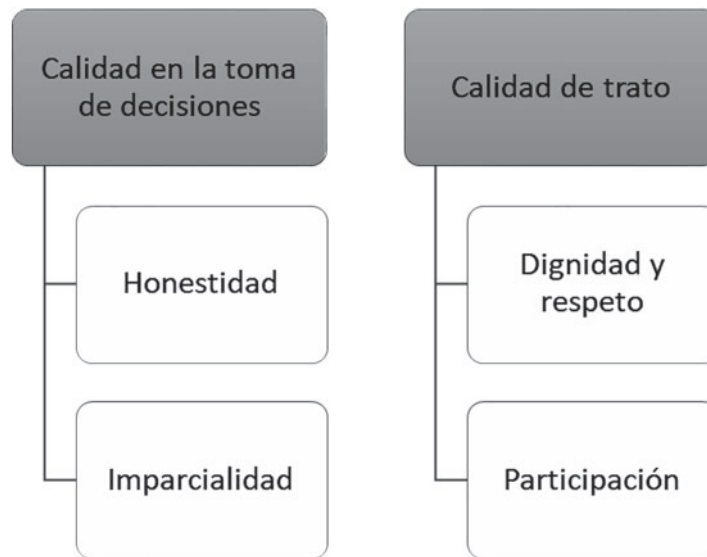 Calidad en la toma
de decisiones
Honestidad
Imparcialidad
Calidad de trato
Dignidad y
respeto
Participación